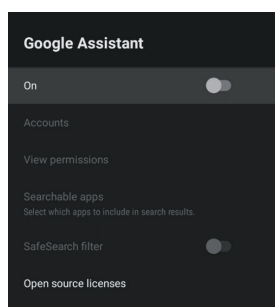 Google Assistant
On
Accounts
View permissions
Searchable apps
Select which apps to include in search results.
SafeSearch filter
Open source licenses